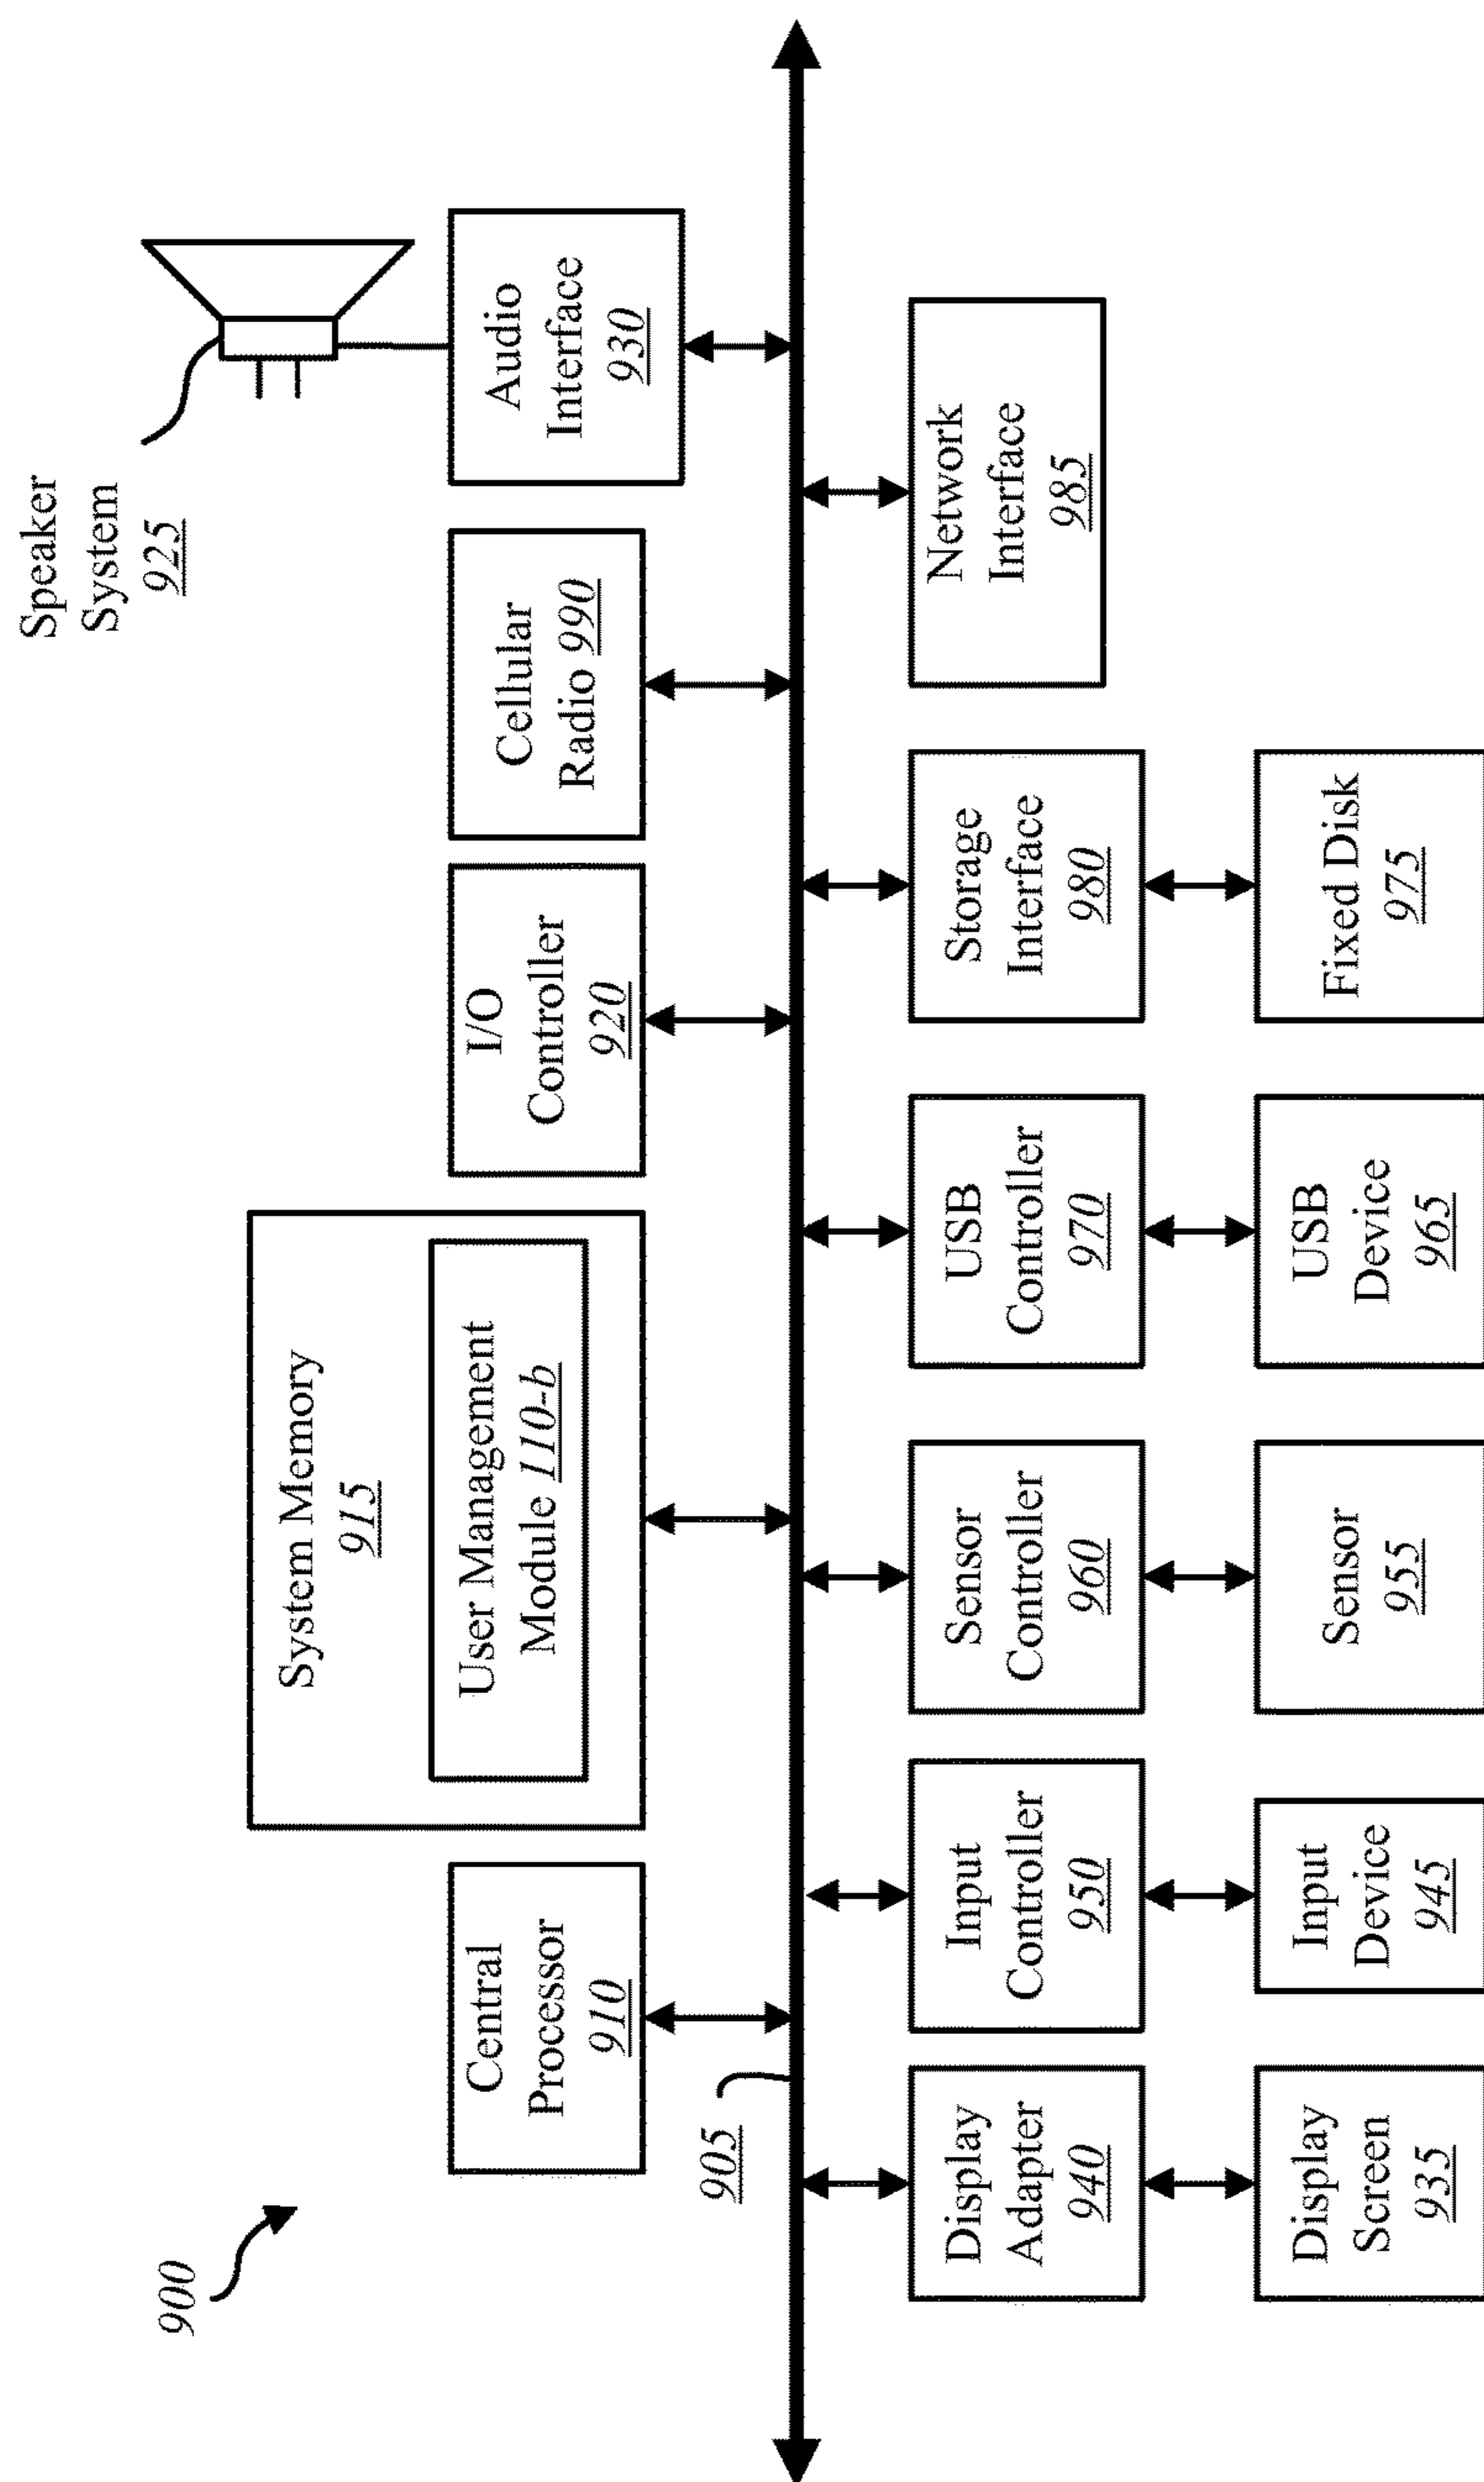 900
Speaker
System
925
System Memory
915
User Management
Module 110-b
Central
Processor
910
I/O
Controller
920
Cellular
Radio 990
Audio
Interface
930
905
Display
Adapter
940
Input
Controller
950
Sensor
Controller
960
USB
Controller
970
Storage
Interface
980
Network
Interface
985
Display
Screen
935
Input
Device
945
Sensor
955
USB
Device
965
Fixed Disk
975